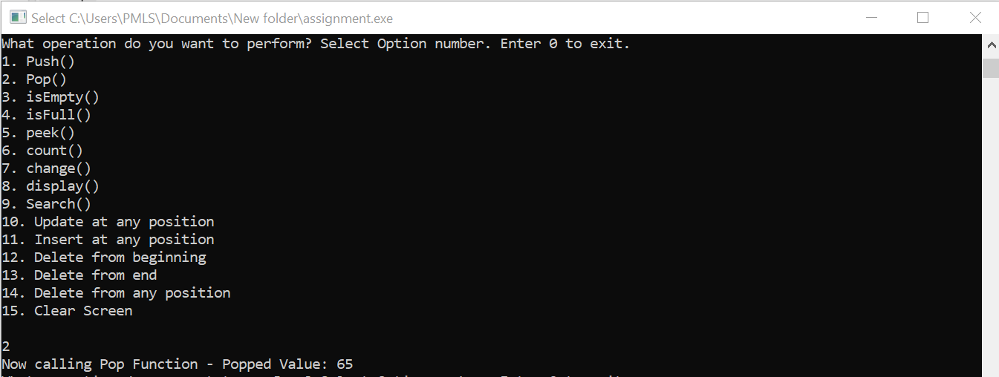 Select C:\Users\PMLS\Documents\New folder\assignment.exe
What operation do you want to perform? Select Option number. Enter 0 to exit.
1. Push()
2. Pop()
3. isEmpty()
4. isFull()
5. peek()
6. count()
7. change()
8. display()
9. Search()
10. Update at any position
11. Insert at any position
12. Delete from beginning
13. Delete from end
14. Delete from any position
15. Clear Screen
2
Now calling Pop Function - Popped Value: 65